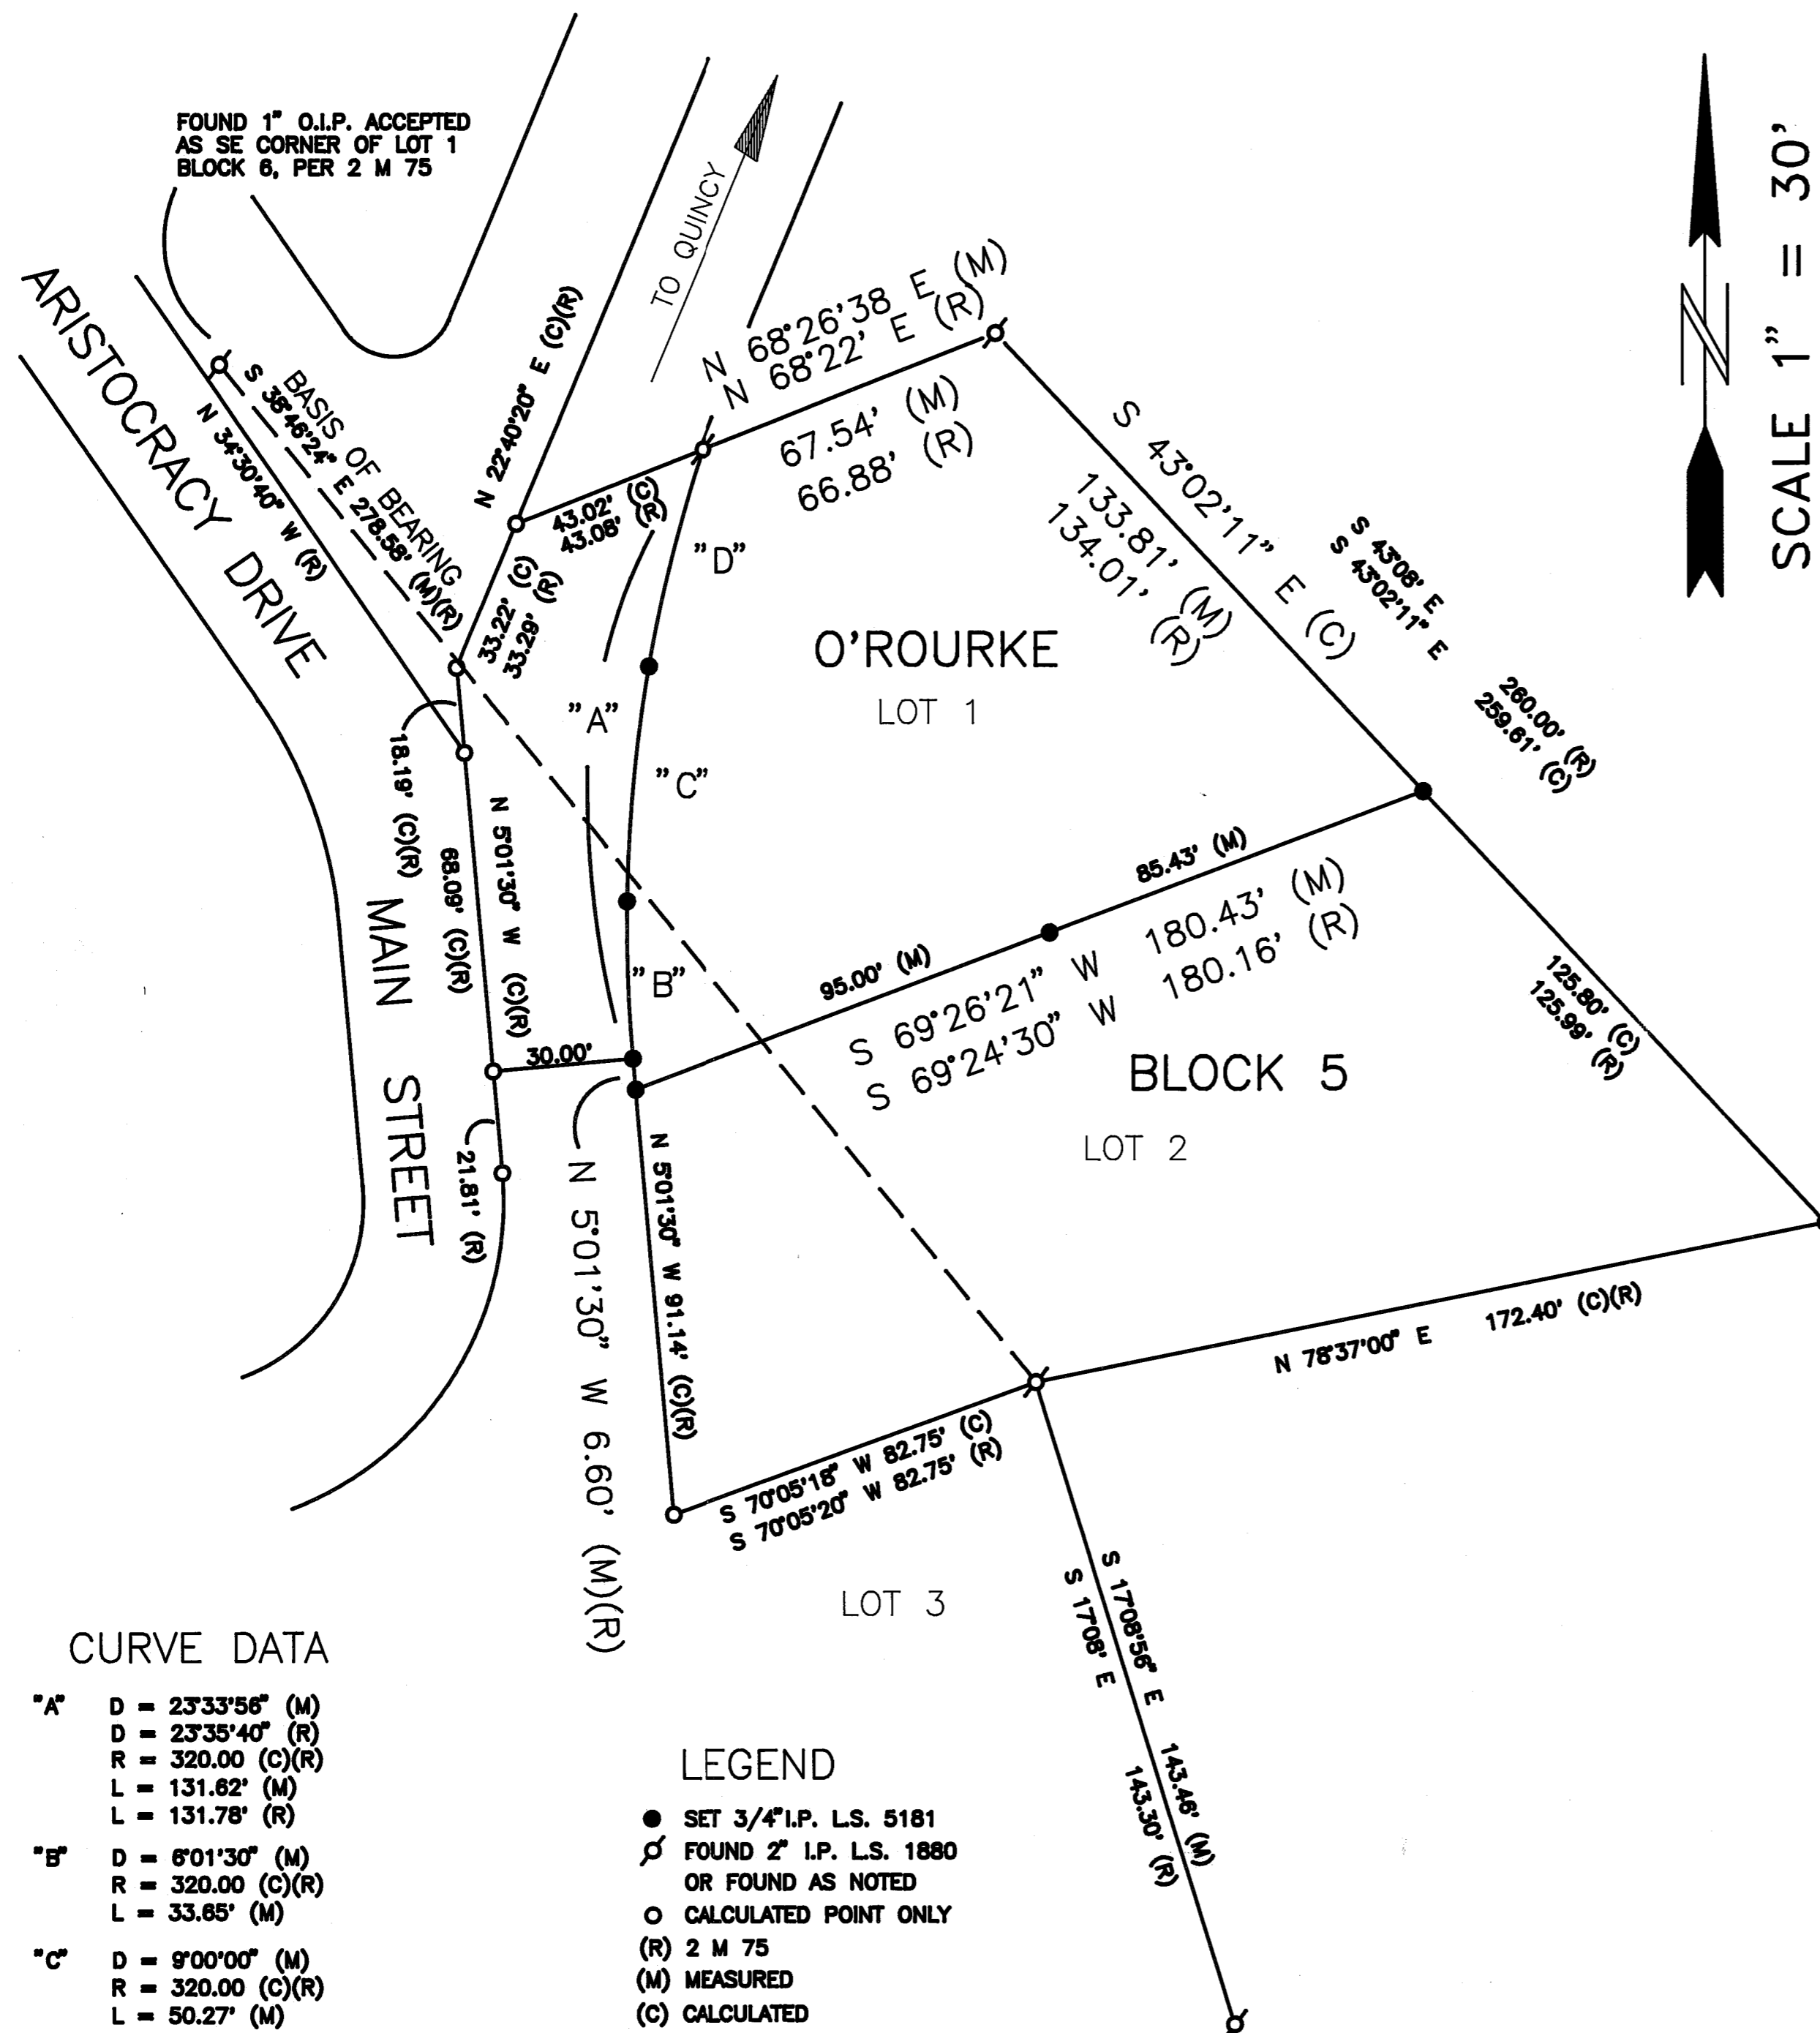 FOUND 1" O.I.P. ACCEPTED
AS SE CORNER OF LOT 1
BLOCK 6, PER 2 M 75
TO QUINCY
SCALE 1" = 30'
N
ARISTOCRACY DRIVE
N 34°30'40" W (R)
BASIS OF BEARING
S 38°46'24" E 278.58' (M)(R)
N 22°40'20" E (C)(R)
N 68°26'38 E (M)
N 68°22' E (R)
67.54' (M)
66.88' (R)
43.02' (C)
43.08' (R)
33.22' (C)
33.29' (R)
"D"
"A"
"C"
"B"
S 43°02'11" E (C)
133.81' (M)
134.01' (R)
S 43°08' E
S 43°02'11" E
260.00' (R)
259.61' (C)
O'ROURKE
LOT 1
18.19' (C)(R)
68.09' (C)(R)
N 5°01'30" W (C)(R)
MAIN STREET
30.00'
21.81' (R)
85.43' (M)
95.00' (M)
S 69°26'21" W 180.43' (M)
S 69°24'30" W 180.16' (R)
BLOCK 5
LOT 2
125.80' (C)
125.99' (R)
N 5°01'30" W 6.60' (M)(R)
N 5°01'30" W 91.14' (C)(R)
N 78°37'00" E 172.40' (C)(R)
S 70°05'18" W 82.75' (C)
S 70°05'20" W 82.75' (R)
LOT 3
S 17°08'56" E 143.46' (M)
S 17°08' E 143.30' (R)
CURVE DATA
"A" D = 23°33'56" (M)
D = 23°35'40" (R)
R = 320.00 (C)(R)
L = 131.62' (M)
L = 131.78' (R)
"B" D = 6°01'30" (M)
R = 320.00 (C)(R)
L = 33.65' (M)
"C" D = 9°00'00" (M)
R = 320.00 (C)(R)
L = 50.27' (M)
LEGEND
SET 3/4" I.P. L.S. 5181
FOUND 2" I.P. L.S. 1880
OR FOUND AS NOTED
CALCULATED POINT ONLY
(R) 2 M 75
(M) MEASURED
(C) CALCULATED